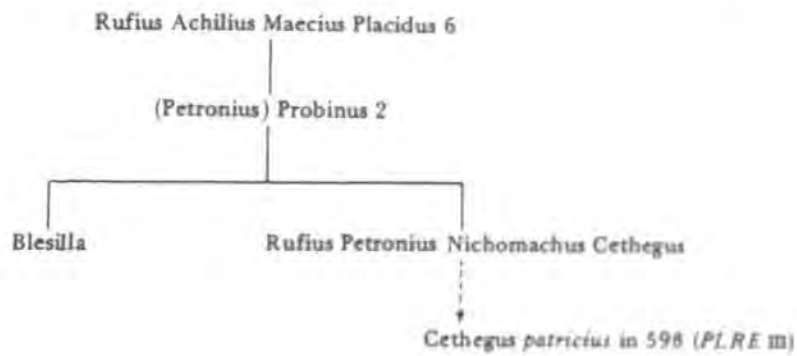 Rufius Achilius Maecius Placidus 6
(Petronius) Probinus 2
Blesilla
Rufius Petronius Nichomachus Cethegus
Cethegus patricius in 598 (PLRE III)